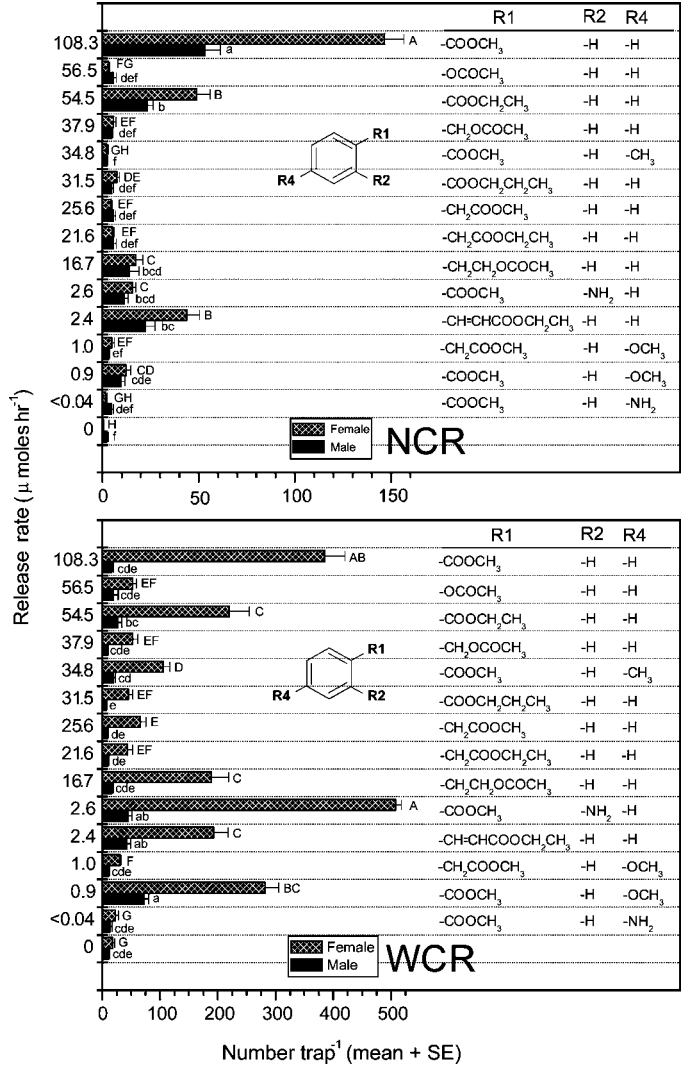 R1 R2 R4
108.3 A a -COOCH3 -H -H
56.5 FG def -OCOCH3 -H -H
54.5 B b -COOCH2CH3 -H -H
37.9 EF def -CH2OCOCH3 -H -H
34.8 GH f -COOCH3 -H -CH3
31.5 DE def -COOCH2CH2CH3 -H -H
25.6 EF def -CH2COOCH3 -H -H
21.6 EF def -CH2COOCH2CH3 -H -H
16.7 C bcd -CH2CH2OCOCH3 -H -H
2.6 C bcd -COOCH3 -NH2 -H
2.4 B bc -CH=CHCOOCH2CH3 -H -H
1.0 EF ef -CH2COOCH3 -H -OCH3
0.9 CD cde -COOCH3 -H -OCH3
<0.04 GH def -COOCH3 -H -NH2
0 H f
R1
R4 R2
Female
Male
NCR
0 50 100 150
Release rate (μ moles hr-1)
R1 R2 R4
108.3 AB cde -COOCH3 -H -H
56.5 EF cde -OCOCH3 -H -H
54.5 C bc -COOCH2CH3 -H -H
37.9 EF cde -CH2OCOCH3 -H -H
34.8 D cd -COOCH3 -H -CH3
31.5 EF e -COOCH2CH2CH3 -H -H
25.6 E de -CH2COOCH3 -H -H
21.6 EF de -CH2COOCH2CH3 -H -H
16.7 C cde -CH2CH2OCOCH3 -H -H
2.6 A ab -COOCH3 -NH2 -H
2.4 C ab -CH=CHCOOCH2CH3 -H -H
1.0 F cde -CH2COOCH3 -H -OCH3
0.9 BC a -COOCH3 -H -OCH3
<0.04 G cde -COOCH3 -H -NH2
0 G cde
R1
R4 R2
Female
Male
WCR
0 100 200 300 400 500
Number trap-1 (mean + SE)